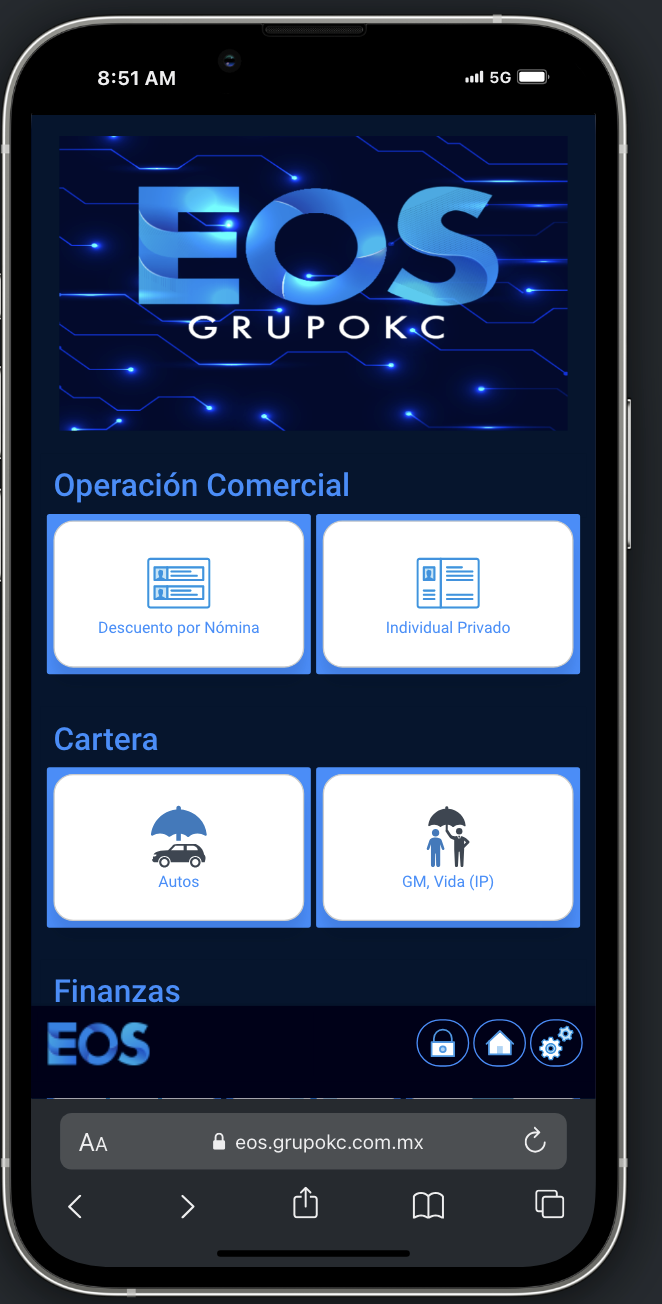 8:51 AM
5G
EOS
GRUPOKC
Operación Comercial
Descuento por Nómina
Individual Privado
Cartera
Autos
GM, Vida (IP)
Finanzas
EOS
AA
eos.grupokc.com.mx